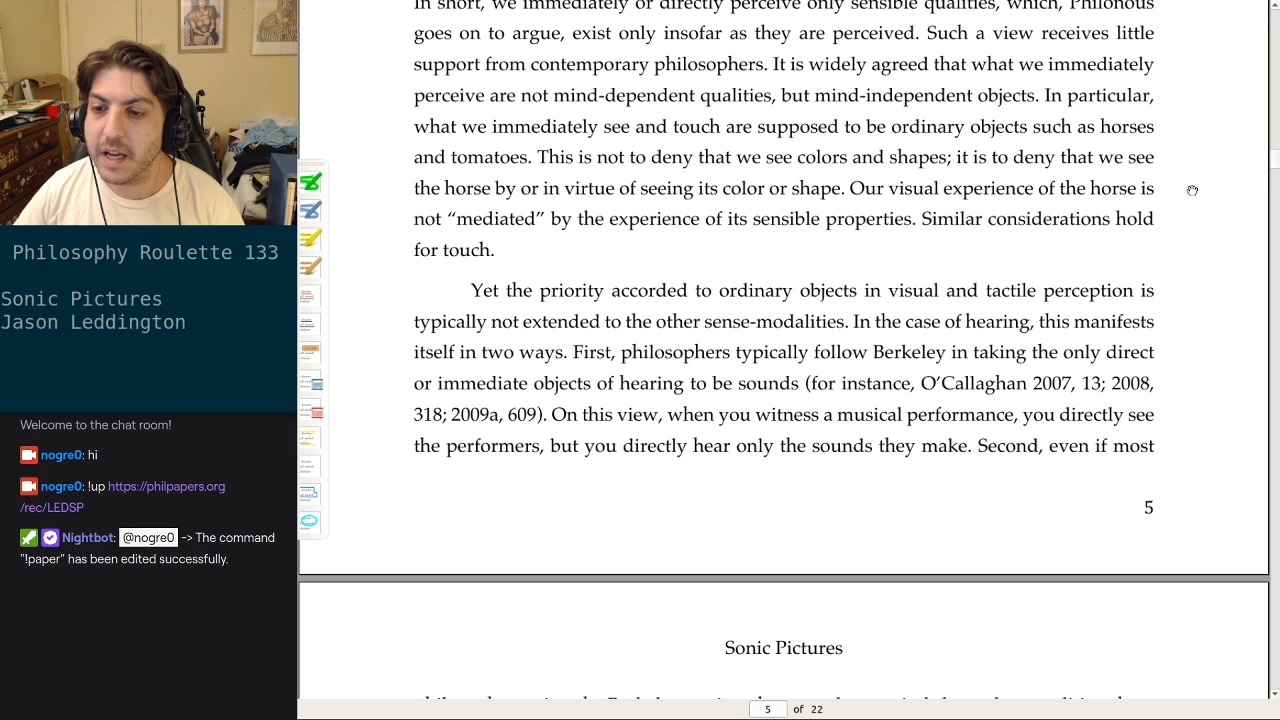 Philosophy Roulette 133
Sonic Pictures
Jason Leddington
Welcome to the chat room!
nogre0: hi
nogre0: !up https://philpapers.org
/rec/LEDSP
Nightbot: @nogre0 -> The command
"!paper" has been edited successfully.
In short, we immediately or directly perceive only sensible qualities, which, Philonous
goes on to argue, exist only insofar as they are perceived. Such a view receives little
support from contemporary philosophers. It is widely agreed that what we immediately
perceive are not mind-dependent qualities, but mind-independent objects. In particular,
what we immediately see and touch are supposed to be ordinary objects such as horses
and tomatoes. This is not to deny that we see colors and shapes; it is to deny that we see
the horse by or in virtue of seeing its color or shape. Our visual experience of the horse is
not “mediated” by the experience of its sensible properties. Similar considerations hold
for touch.
Yet the priority accorded to ordinary objects in visual and tactile perception is
typically not extended to the other sense modalities. In the case of hearing, this manifests
itself in two ways. First, philosophers typically follow Berkeley in taking the only direct
or immediate objects of hearing to be sounds (for instance, O’Callaghan 2007, 13; 2008,
318; 2009a, 609). On this view, when you witness a musical performance, you directly see
the performers, but you directly hear only the sounds they make. Second, even almost
5
Sonic Pictures
5 of 22